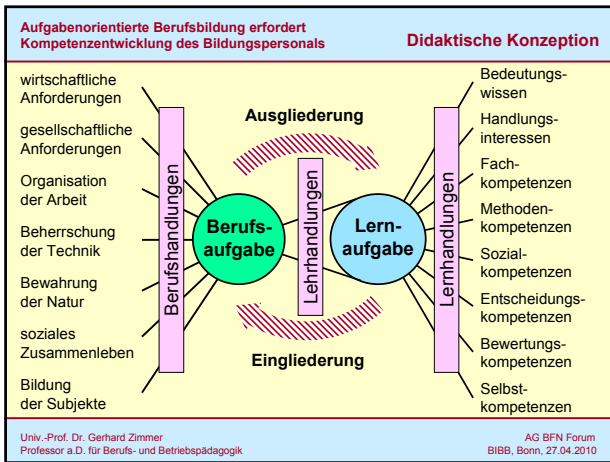 Aufgabenorientierte Berufsbildung erfordert
Kompetenzentwicklung des Bildungspersonals
Didaktische Konzeption
wirtschaftliche
Anforderungen
gesellschaftliche
Anforderungen
Organisation
der Arbeit
Beherrschung
der Technik
Bewahrung
der Natur
soziales
Zusammenleben
Bildung
der Subjekte
Berufshandlungen
Ausgliederung
Berufs-
aufgabe
Lehrhandlungen
Lern-
aufgabe
Eingliederung
Lernhandlungen
Bedeutungs-
wissen
Handlungs-
interessen
Fach-
kompetenzen
Methoden-
kompetenzen
Sozial-
kompetenzen
Entscheidungs-
kompetenzen
Bewertungs-
kompetenzen
Selbst-
kompetenzen
Univ.-Prof. Dr. Gerhard Zimmer
Professor a.D. für Berufs- und Betriebspädagogik
AG BFN Forum
BIBB, Bonn, 27.04.2010